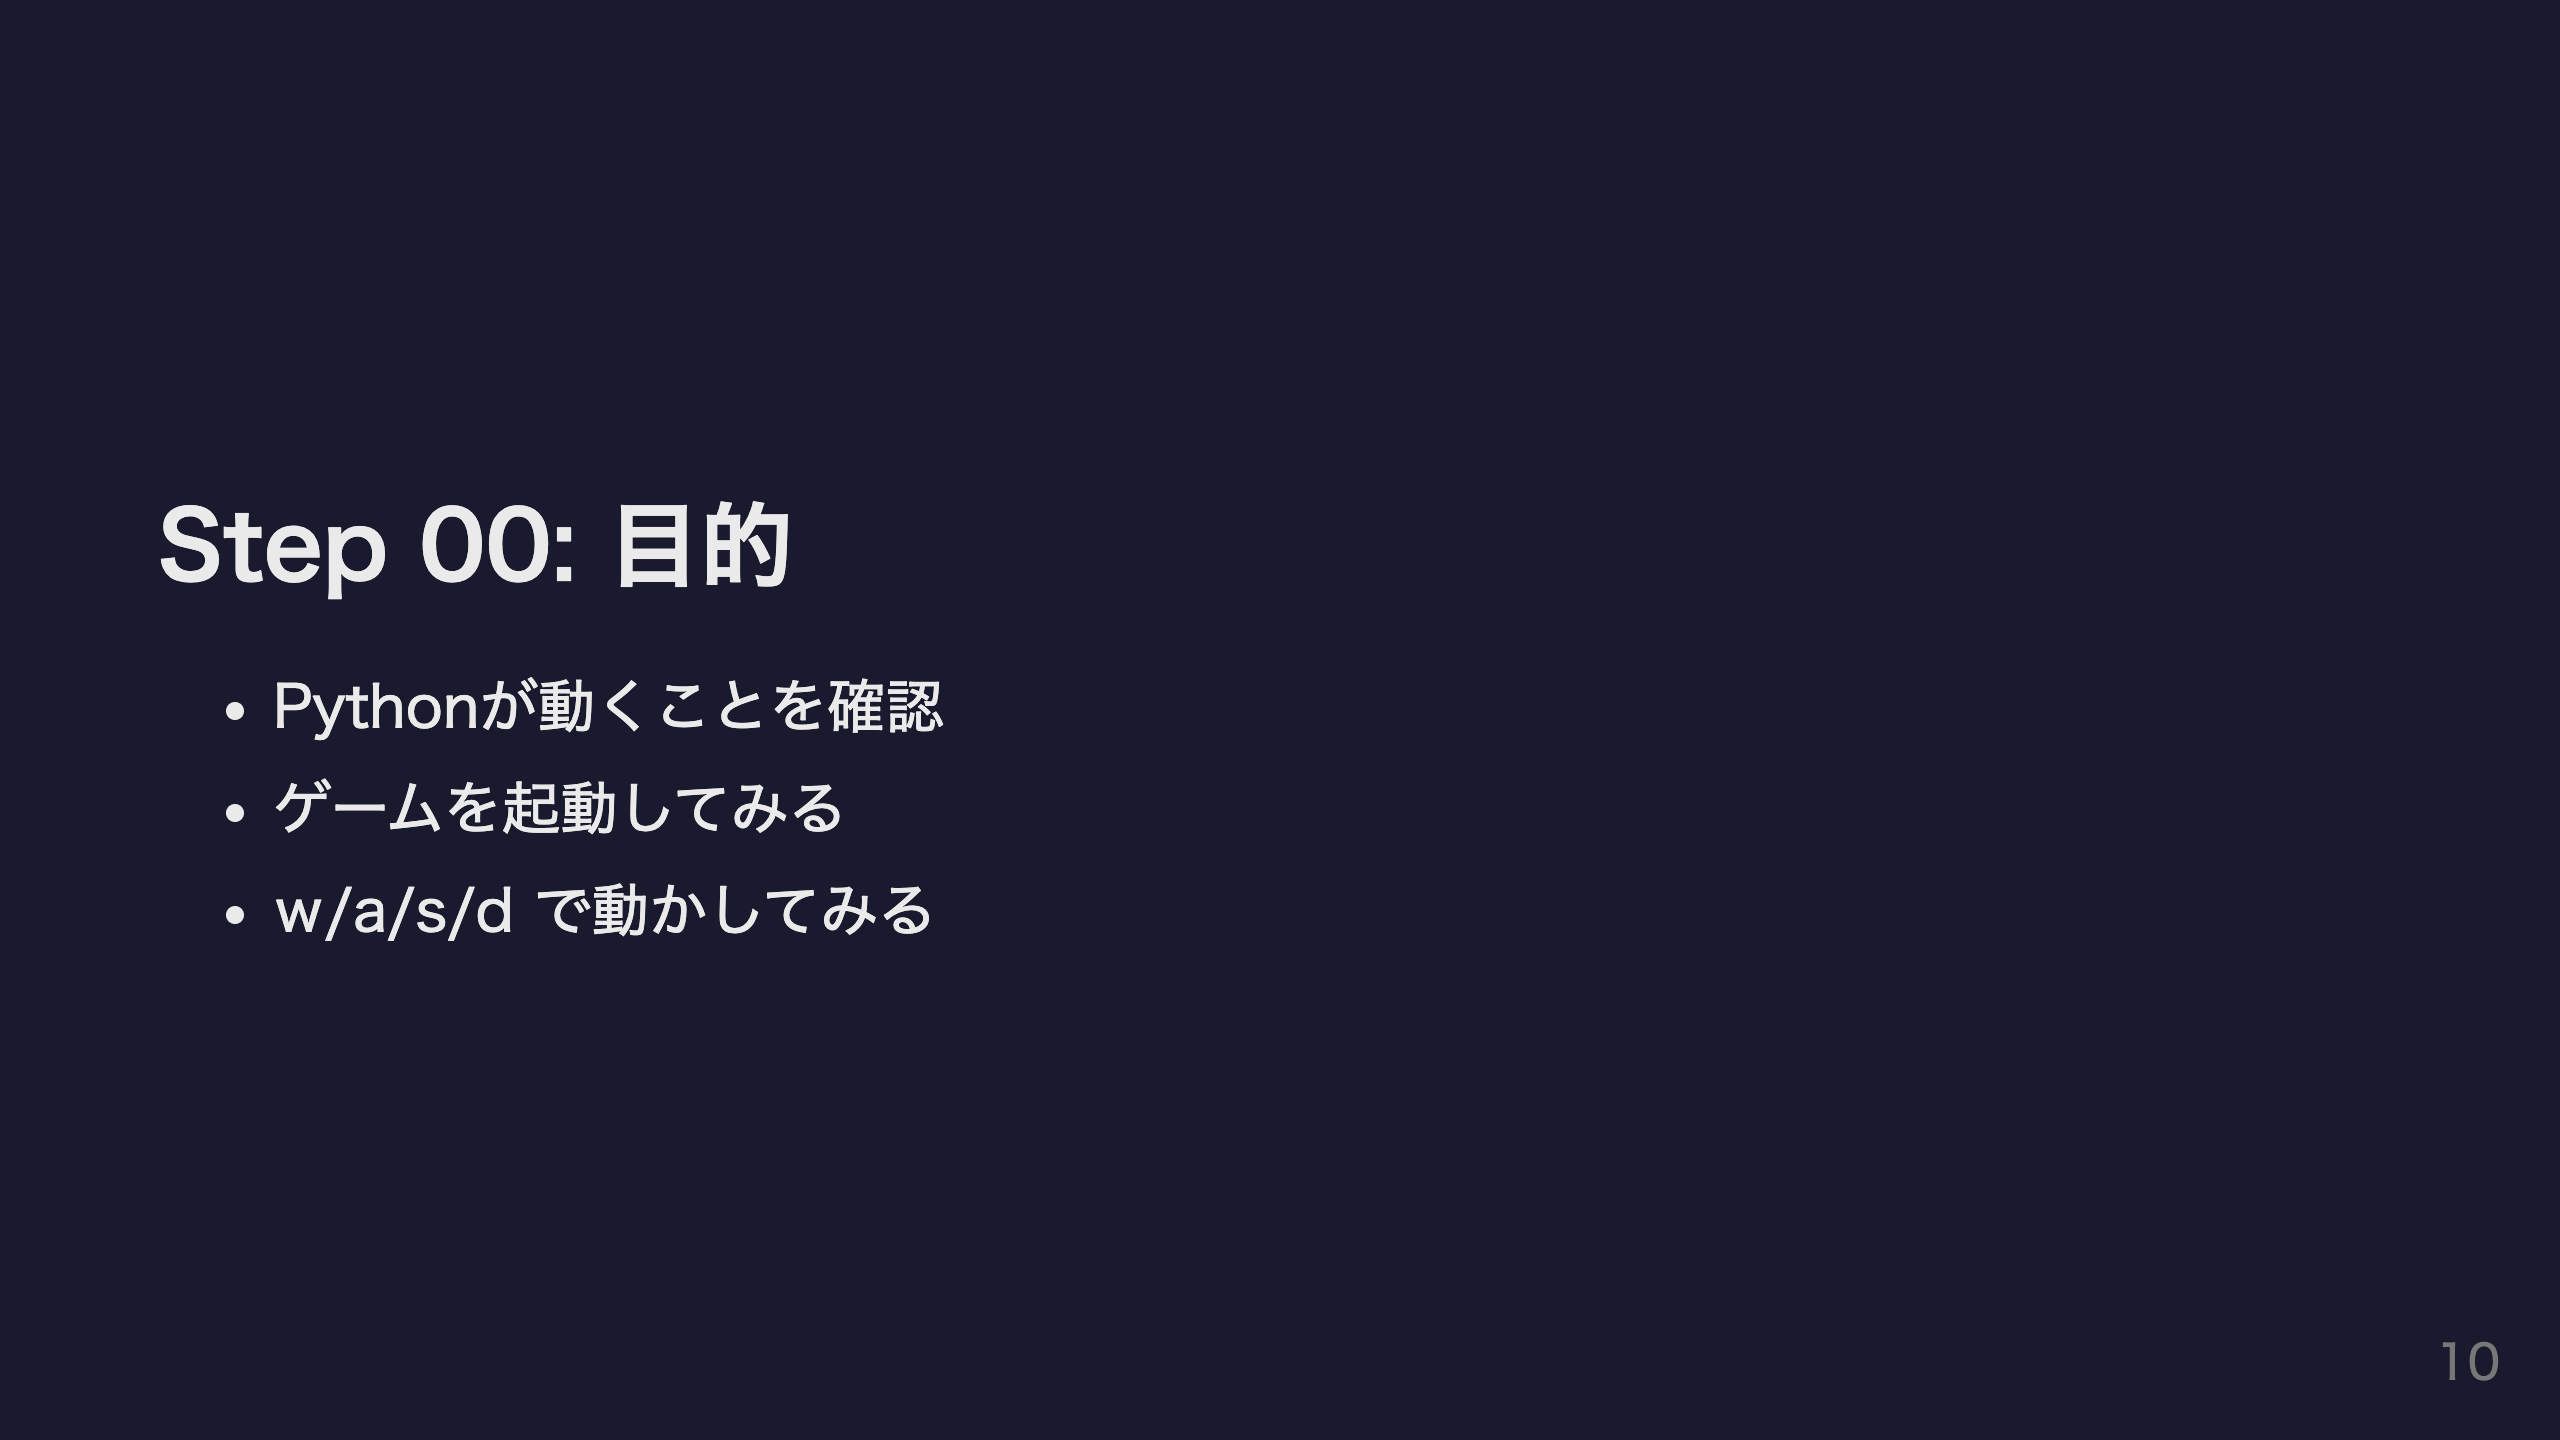 Step 00: 目的
• Pythonが動くことを確認
• ゲームを起動してみる
• w/a/s/d で動かしてみる
10